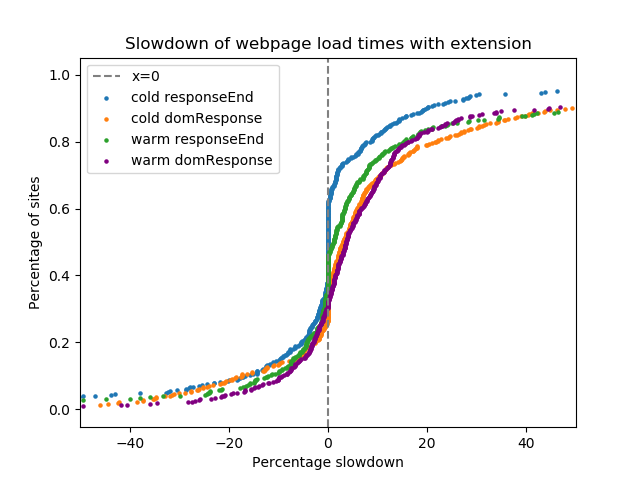 Slowdown of webpage load times with extension
x=0
cold responseEnd
cold domResponse
warm responseEnd
warm domResponse
Percentage of sites
1.0
0.8
0.6
0.4
0.2
0.0
−40
−20
0
20
40
Percentage slowdown